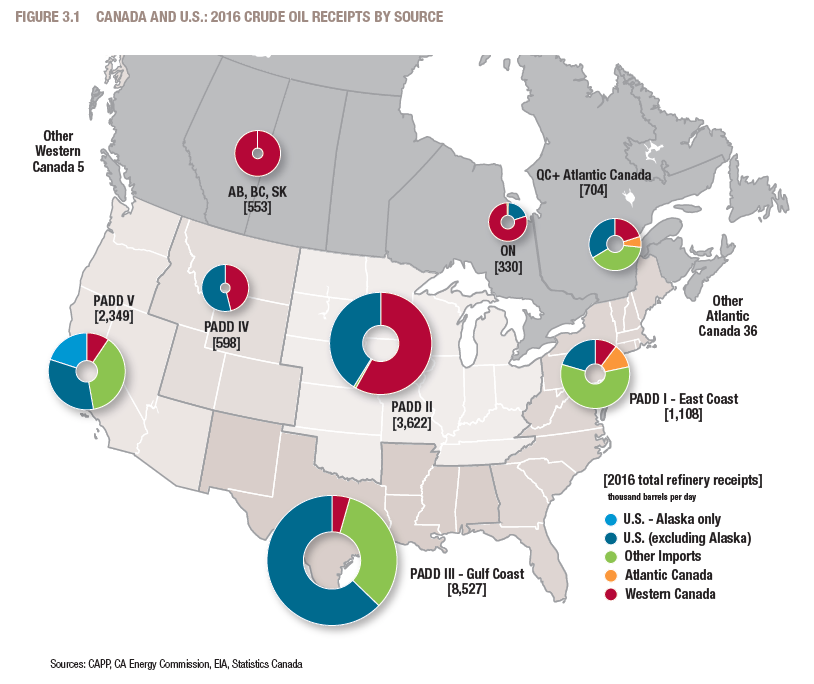 FIGURE 3.1 CANADA AND U.S.: 2016 CRUDE OIL RECEIPTS BY SOURCE
Other
Western
Canada 5
AB, BC, SK
[553]
QC+ Atlantic Canada
[704]
ON
[330]
PADD V
[2,349]
PADD IV
[598]
Other
Atlantic
Canada 36
PADD II
[3,622]
PADD I - East Coast
[1,108]
PADD III - Gulf Coast
[8,527]
[2016 total refinery receipts]
thousand barrels per day
U.S. - Alaska only
U.S. (excluding Alaska)
Other Imports
Atlantic Canada
Western Canada
Sources: CAPP, CA Energy Commission, EIA, Statistics Canada